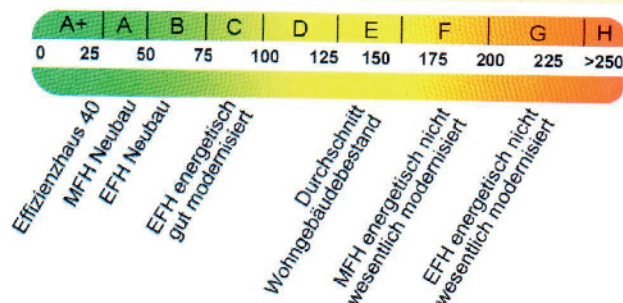 A+ A B C D E F G H
0 25 50 75 100 125 150 175 200 225 >250
Effizienzhaus 40
MFH Neubau
EFH Neubau
EFH energetisch
gut modernisiert
Durchschnitt
Wohngebäudebestand
MFH energetisch nicht
wesentlich modernisiert
EFH energetisch nicht
wesentlich modernisiert